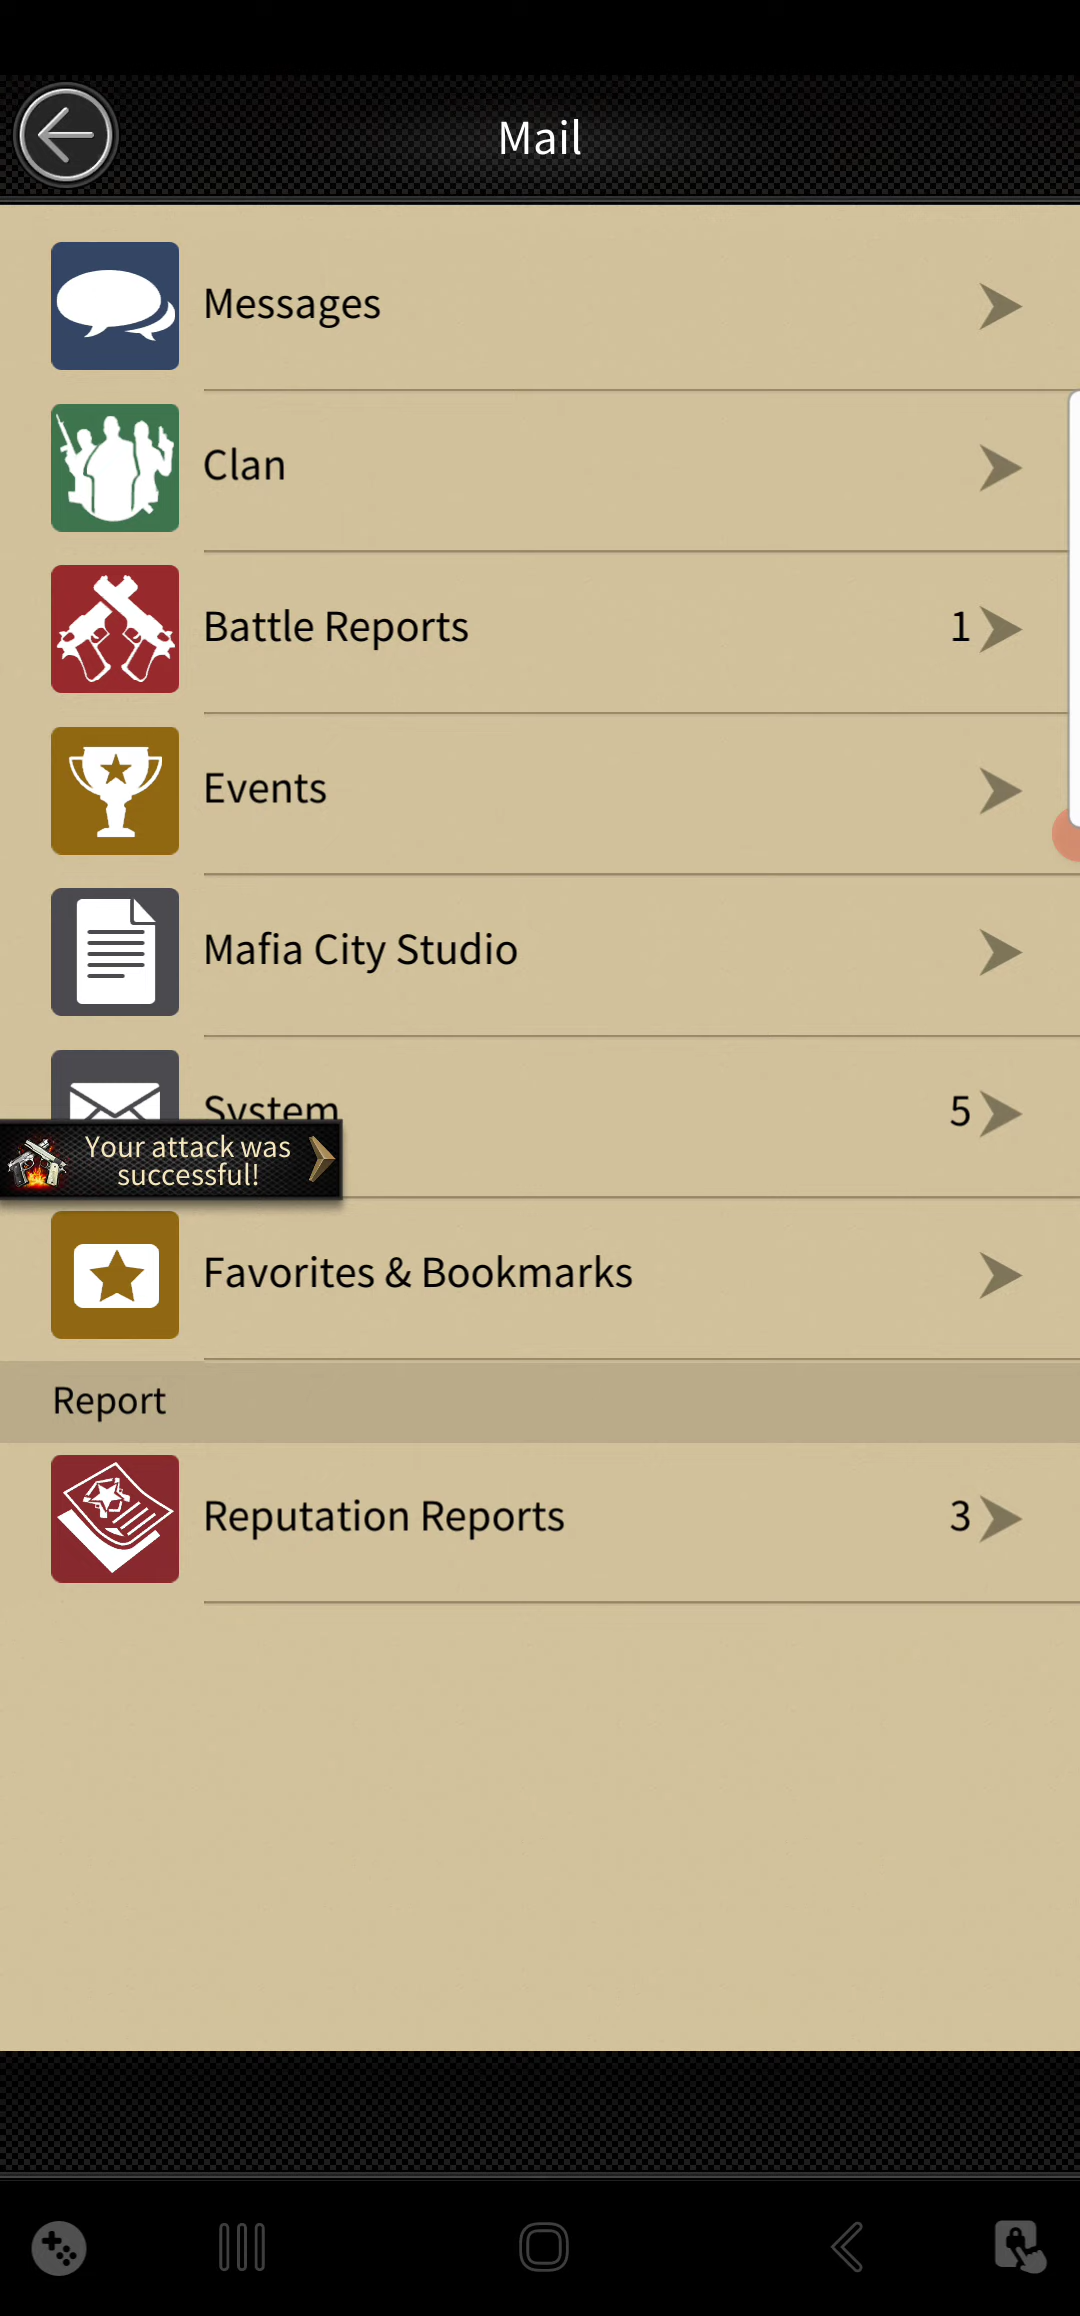 Mail
Messages
Clan
Battle Reports 1
Events
Mafia City Studio
System 5
Your attack was
successful!
Favorites & Bookmarks
Report
Reputation Reports 3